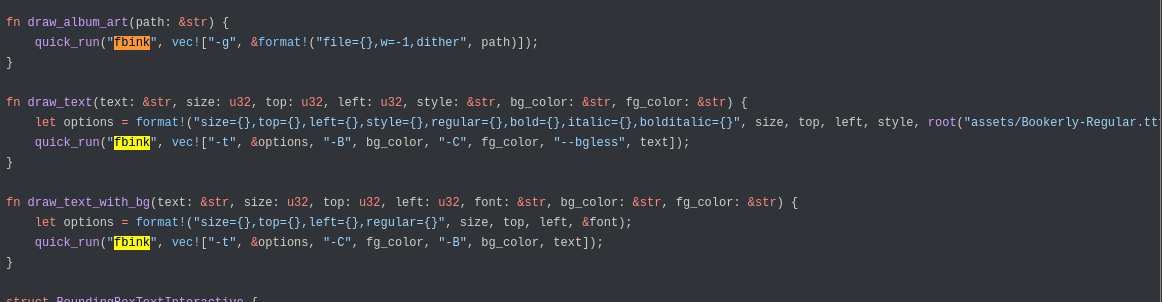 fn draw_album_art(path: &str) {
    quick_run("fbink", vec!["-g", &format!("file={},w=-1,dither", path)]);
}
fn draw_text(text: &str, size: u32, top: u32, left: u32, style: &str, bg_color: &str, fg_color: &str) {
    let options = format!("size={},top={},left={},style={},regular={},bold={},italic={},bolditalic={}", size, top, left, style, root("assets/Bookerly-Regular.tt
    quick_run("fbink", vec!["-t", &options, "-B", bg_color, "-C", fg_color, "--bgless", text]);
}
fn draw_text_with_bg(text: &str, size: u32, top: u32, left: u32, font: &str, bg_color: &str, fg_color: &str) {
    let options = format!("size={},top={},left={},regular={}", size, top, left, &font);
    quick_run("fbink", vec!["-t", &options, "-C", fg_color, "-B", bg_color, text]);
}
struct BoundingBoxTextInteractive {